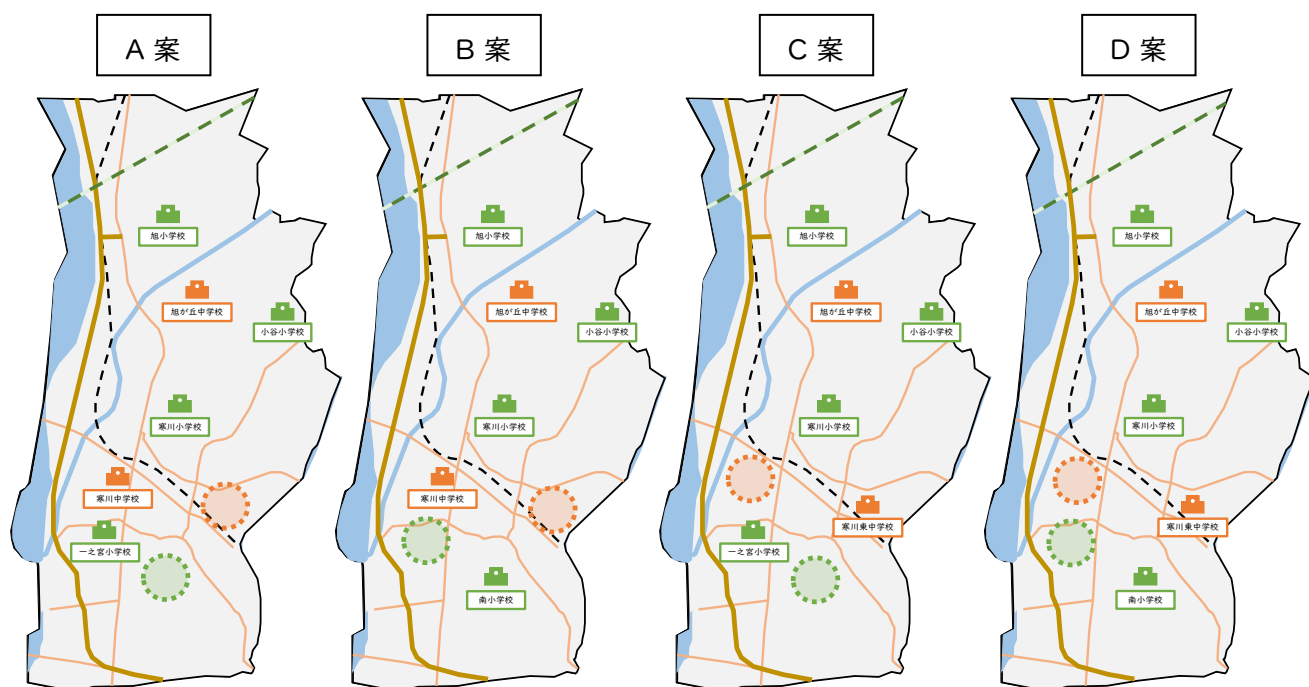 A 案
B 案
C 案
D 案
旭小学校
旭が丘中学校
小谷小学校
寒川小学校
寒川中学校
一之宮小学校
旭小学校
旭が丘中学校
小谷小学校
寒川小学校
寒川中学校
南小学校
旭小学校
旭が丘中学校
小谷小学校
寒川小学校
寒川東中学校
一之宮小学校
旭小学校
旭が丘中学校
小谷小学校
寒川小学校
寒川東中学校
南小学校